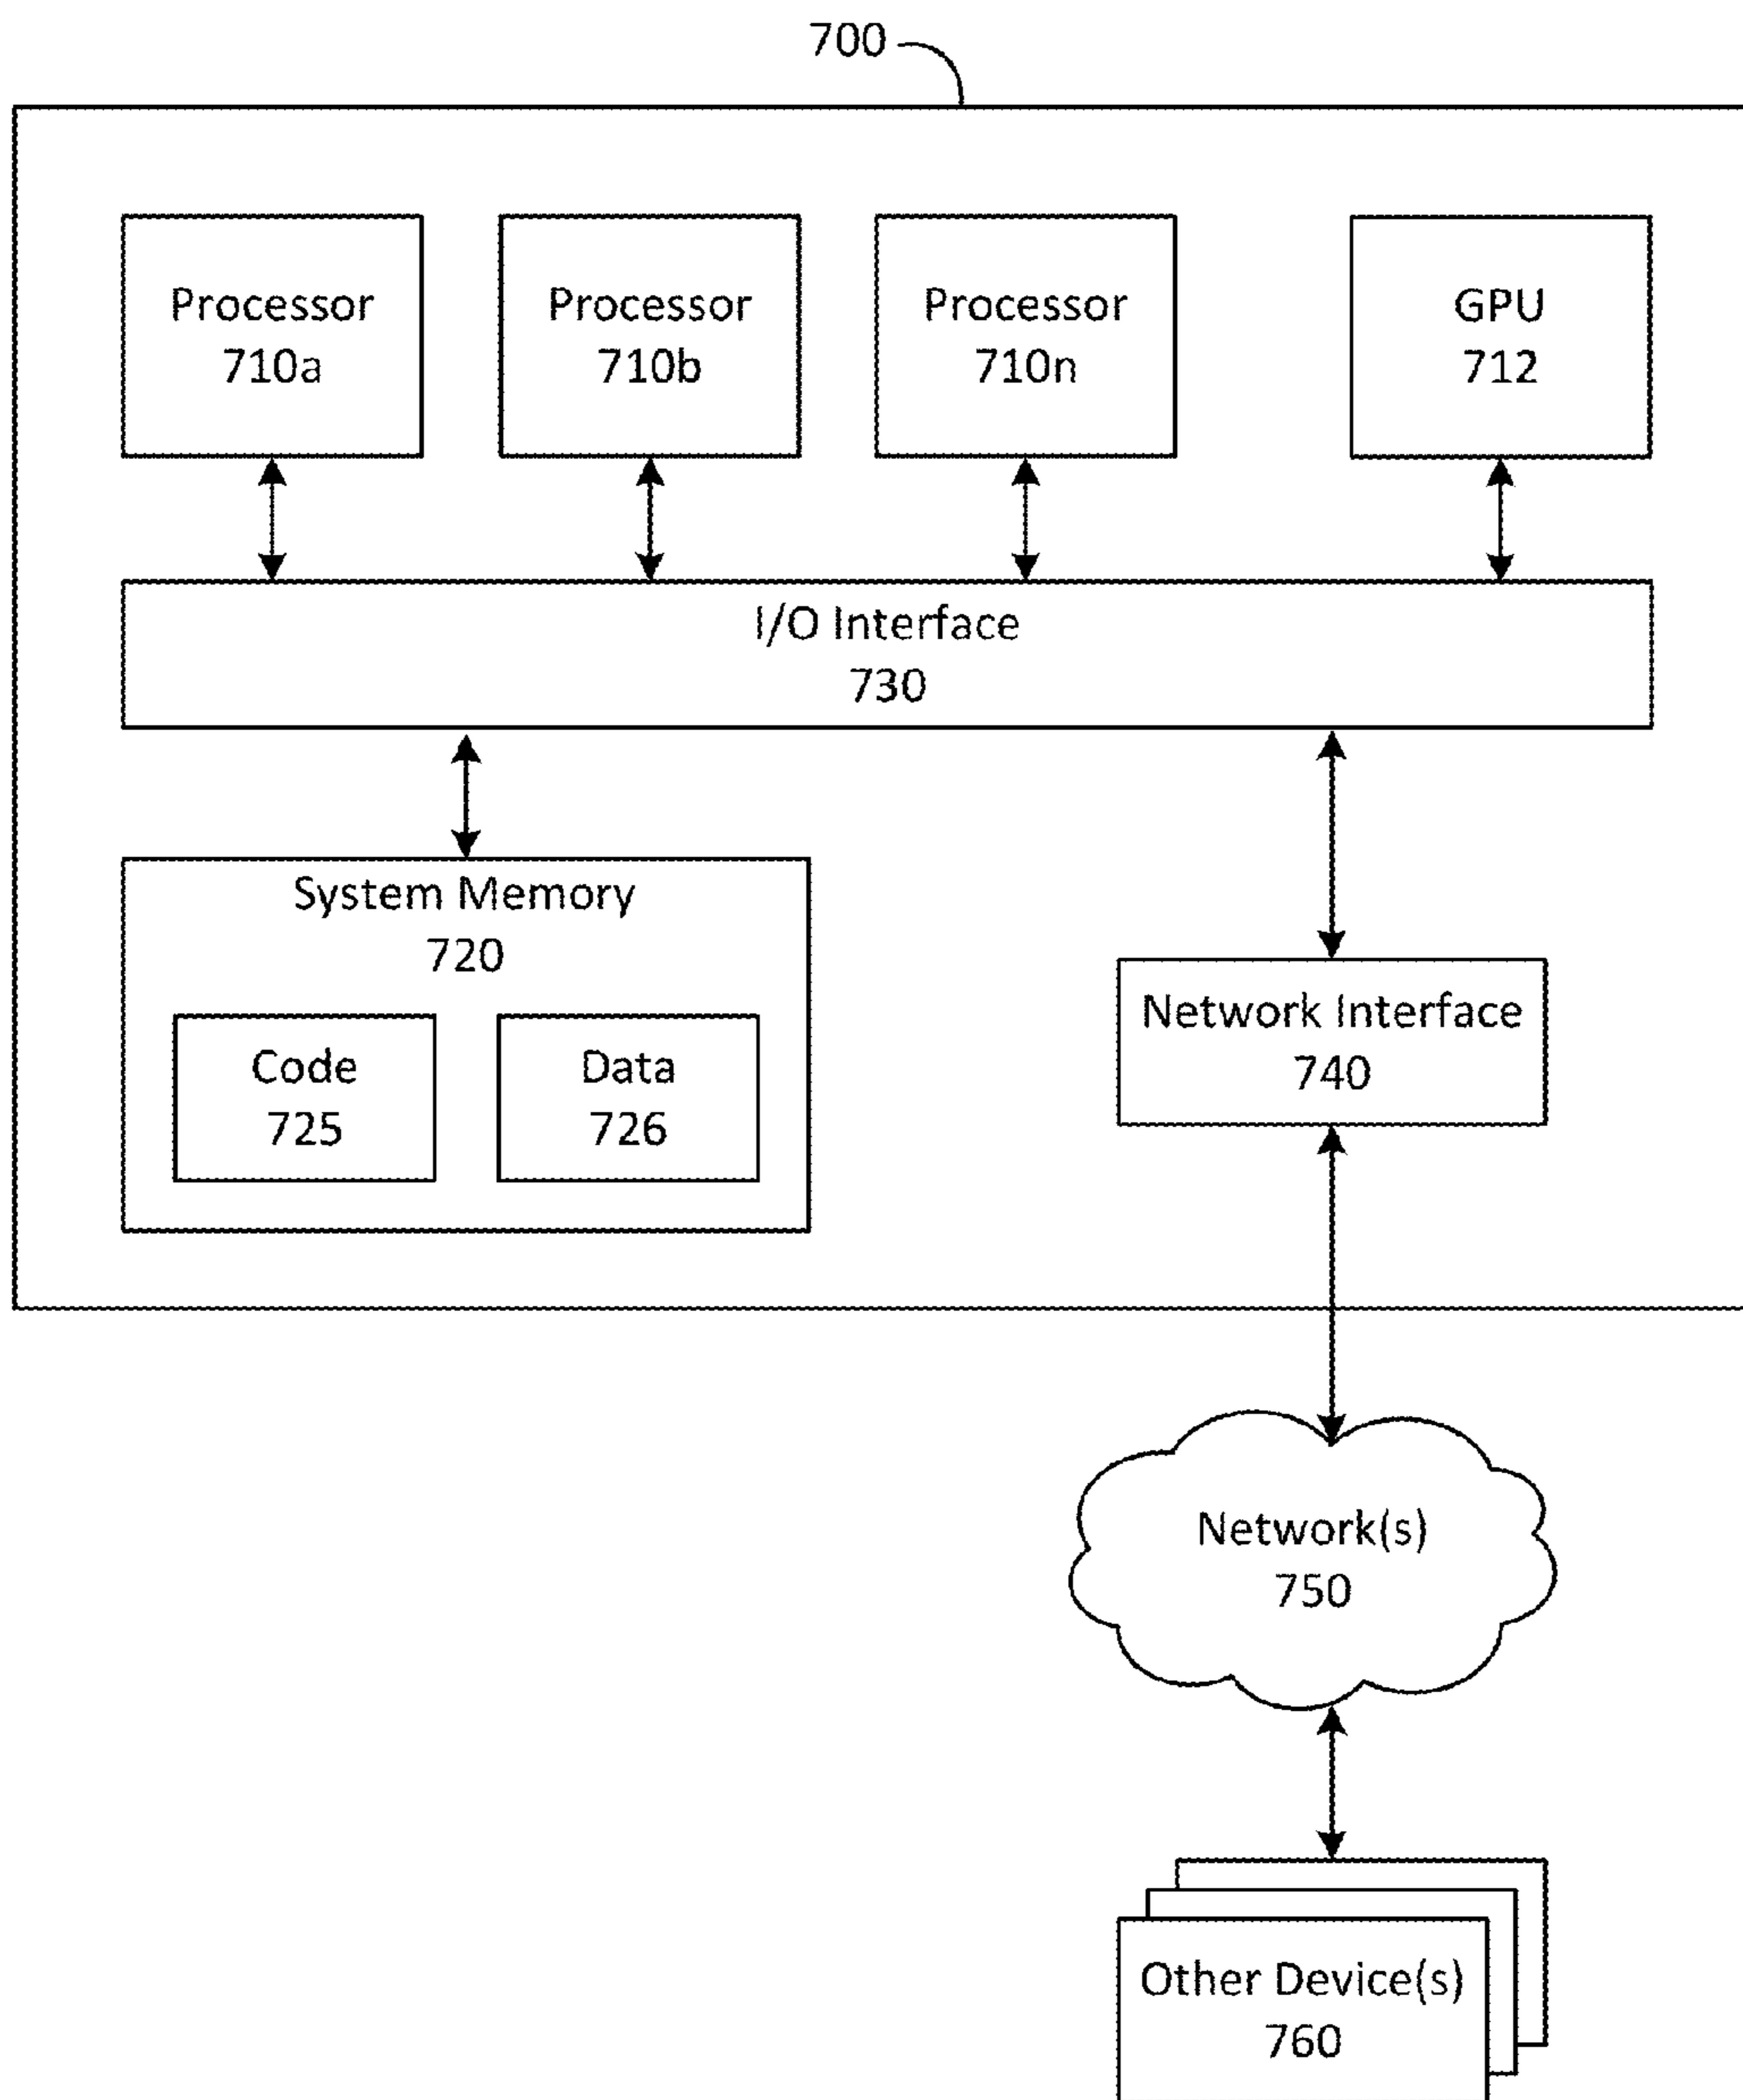 700
Processor
710a
Processor
710b
Processor
710n
GPU
712
I/O Interface
730
System Memory
720
Code
725
Data
726
Network Interface
740
Network(s)
750
Other Device(s)
760